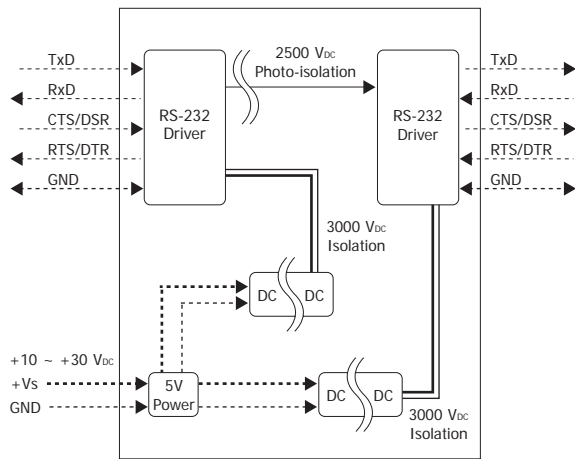 TxD
RxD
CTS/DSR
RTS/DTR
GND
RS-232
Driver
2500 VDC
Photo-isolation
RS-232
Driver
TxD
RxD
CTS/DSR
RTS/DTR
GND
3000 VDC
Isolation
DC DC
+10 ~ +30 VDC
+Vs
GND
5V
Power
DC DC
3000 VDC
Isolation